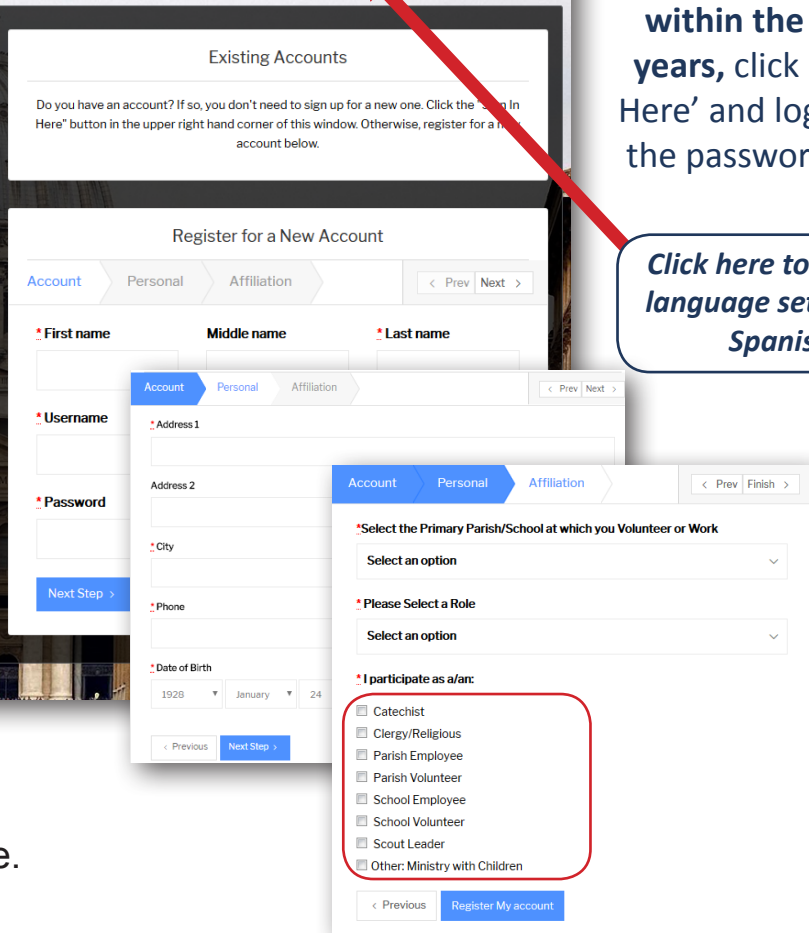 Existing Accounts
Do you have an account? If so, you don't need to sign up for a new one. Click the "Sign In
Here" button in the upper right hand corner of this window. Otherwise, register for a new
account below.
within the
years, click
Here’ and log
the passwor
Click here to
language set
Spanis
Register for a New Account
Account Personal Affiliation < Prev Next >
* First name Middle name * Last name
* Username
* Password
Next Step >
Account Personal Affiliation < Prev Next >
* Address 1
Address 2
* City
* Phone
* Date of Birth
1928 January 24
< Previous Next Step >
Account Personal Affiliation < Prev Finish >
*Select the Primary Parish/School at which you Volunteer or Work
Select an option
* Please Select a Role
Select an option
* I participate as a/an:
Catechist
Clergy/Religious
Parish Employee
Parish Volunteer
School Employee
School Volunteer
Scout Leader
Other: Ministry with Children
< Previous Register My account
e.